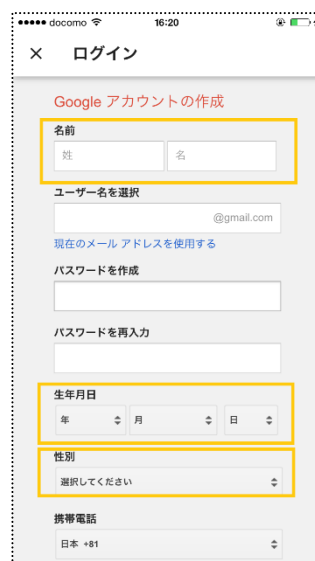 docomo 16:20
× ログイン
Google アカウントの作成
名前
姓 名
ユーザー名を選択
@gmail.com
現在のメール アドレスを使用する
パスワードを作成
パスワードを再入力
生年月日
年 月 日
性別
選択してください
携帯電話
日本 +81